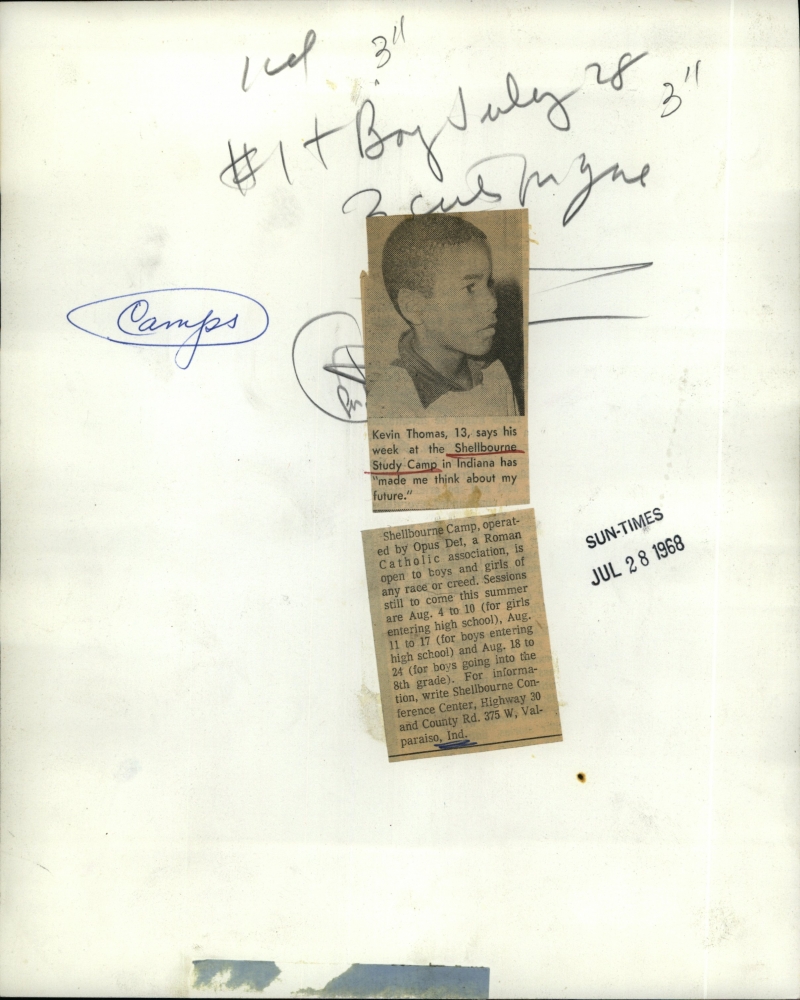 1 col 3"
#1 + Boy July 28 3"
Camps
Kevin Thomas, 13, says his
week at the Shellbourne
Study Camp in Indiana has
"made me think about my
future."
Shellbourne Camp, operat-
ed by Opus Dei, a Roman
Catholic association, is
open to boys and girls of
any race or creed. Sessions
still to come this summer
are Aug. 4 to 10 (for girls
entering high school), Aug.
11 to 17 (for boys entering
high school) and Aug. 18 to
24 (for boys going into the
8th grade). For informa-
tion, write Shellbourne Con-
ference Center, Highway 30
and County Rd. 375 W, Val-
paraiso, Ind.
SUN-TIMES
JUL 28 1968